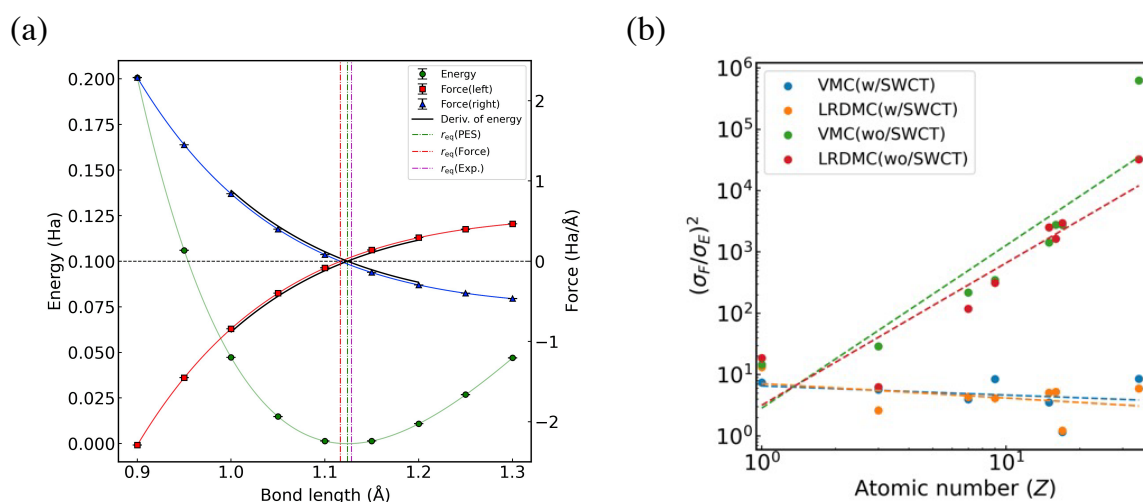 (a)
Energy (Ha)
0.200
0.175
0.150
0.125
0.100
0.075
0.050
0.025
0.000
0.9
1.0
1.1
1.2
1.3
Bond length (Å)
2
1
0
−1
−2
Force (Ha/Å)
Energy
Force(left)
Force(right)
Deriv. of energy
r_eq(PES)
r_eq(Force)
r_eq(Exp.)
(b)
(σ_F/σ_E)^2
10^6
10^5
10^4
10^3
10^2
10^1
10^0
10^0
10^1
Atomic number (Z)
VMC(w/SWCT)
LRDMC(w/SWCT)
VMC(wo/SWCT)
LRDMC(wo/SWCT)